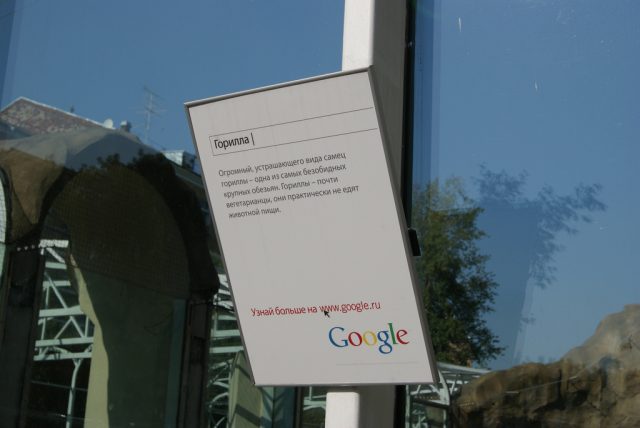 Горилла
Огромный, устрашающего вида самец
гориллы – одна из самых безобидных
крупных обезьян. Гориллы – почти
вегетарианцы, они практически не едят
животной пищи.
Узнай больше на www.google.ru
Google